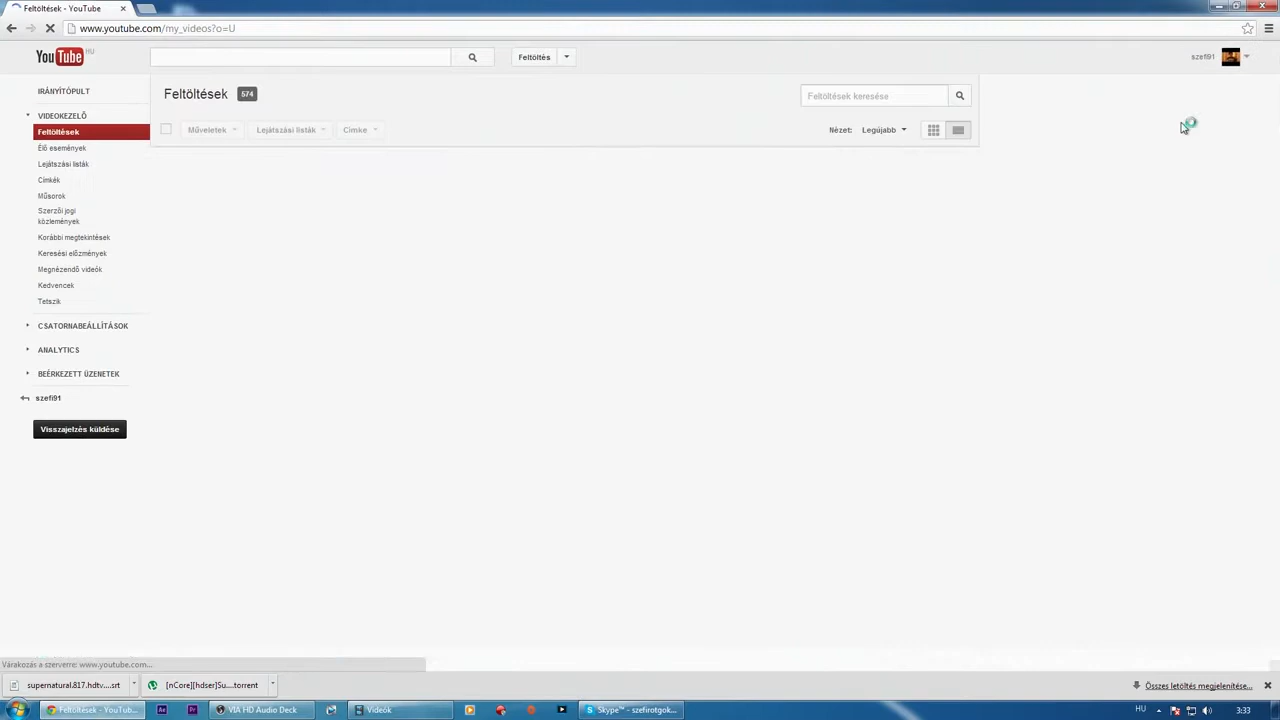 Feltöltések - YouTube
www.youtube.com/my_videos?o=U
YouTube HU
Feltöltés
szefi91
IRÁNYÍTÓPULT
VIDEOKEZELŐ
Feltöltések
Élő események
Lejátszási listák
Címkék
Műsorok
Szerzői jogi
közlemények
Korábbi megtekintések
Keresési előzmények
Megnézendő videók
Kedvencek
Tetszik
CSATORNABEÁLLÍTÁSOK
ANALYTICS
BEÉRKEZETT ÜZENETEK
szefi91
Visszajelzés küldése
Feltöltések 574
Feltöltések keresése
Műveletek
Lejátszási listák
Címke
Nézet:
Legújabb
Várakozás a szerverre: www.youtube.com...
supernatural.817.hdtv....srt
[nCore][hdser]Su....torrent
Összes letöltés megjelenítése...
Feltöltések - YouTub...
Ae
Pr
VIA HD Audio Deck
Videók
Skype™ - szefirotgok...
HU
3:33